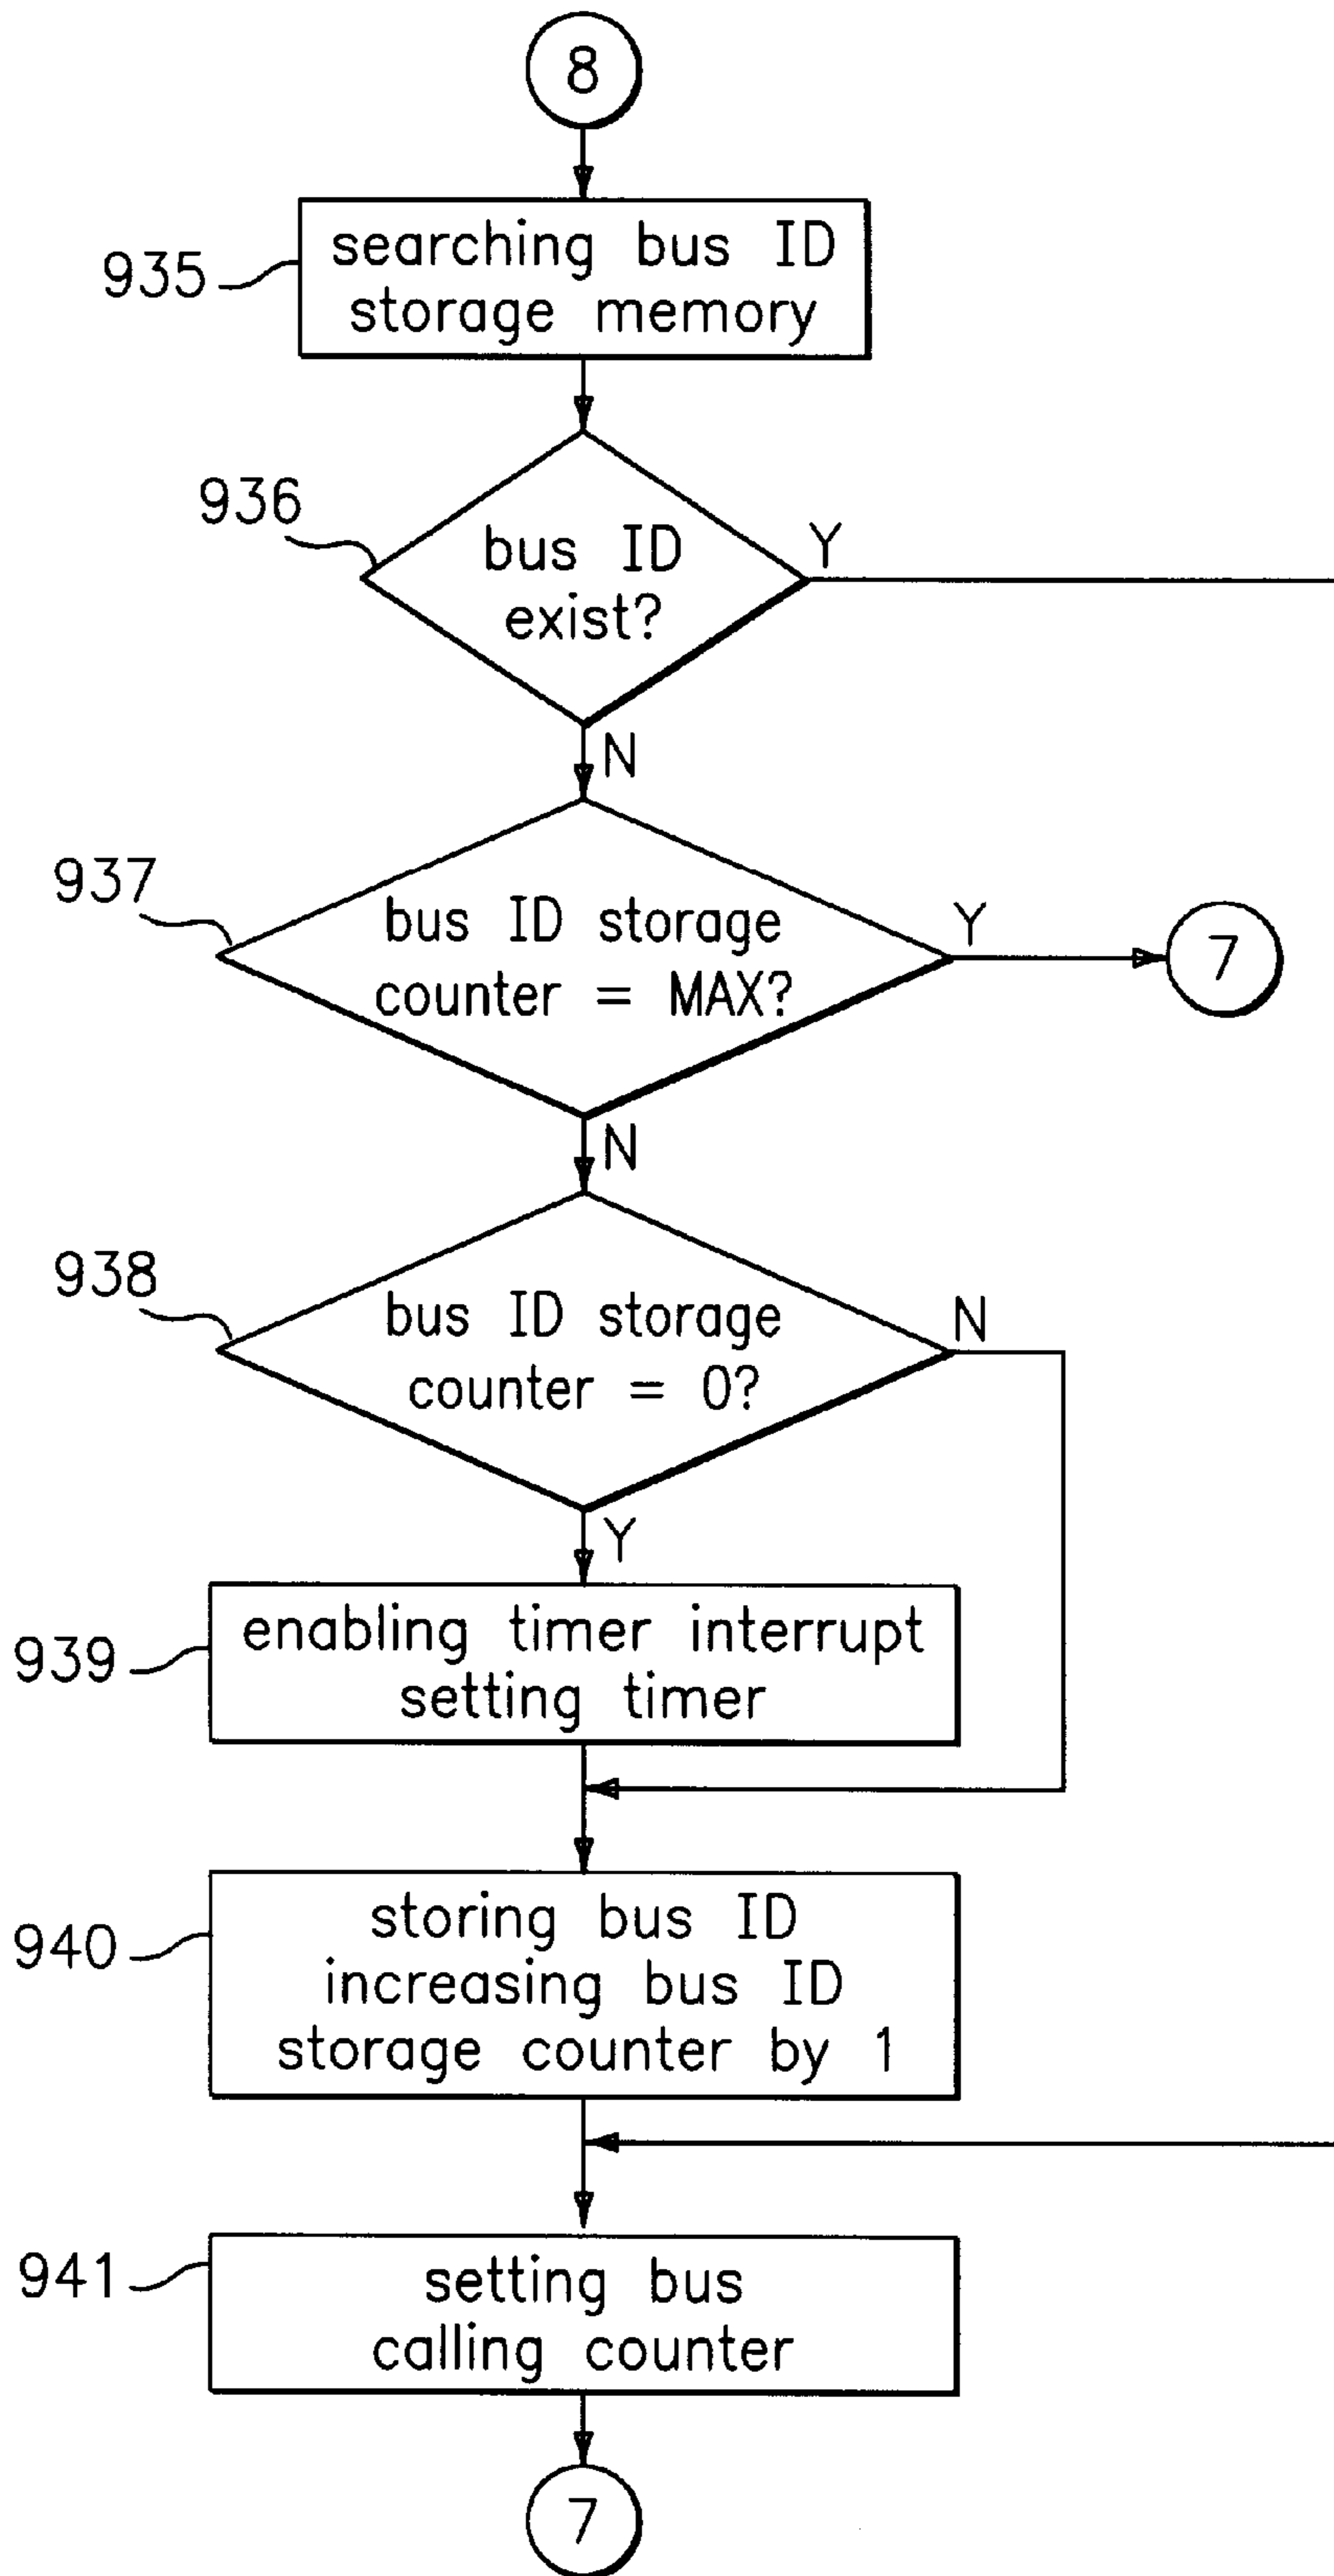 8
935
searching bus ID
storage memory
936
bus ID
exist?
Y
N
937
bus ID storage
counter = MAX?
Y
7
N
938
bus ID storage
counter = 0?
N
Y
939
enabling timer interrupt
setting timer
940
storing bus ID
increasing bus ID
storage counter by 1
941
setting bus
calling counter
7